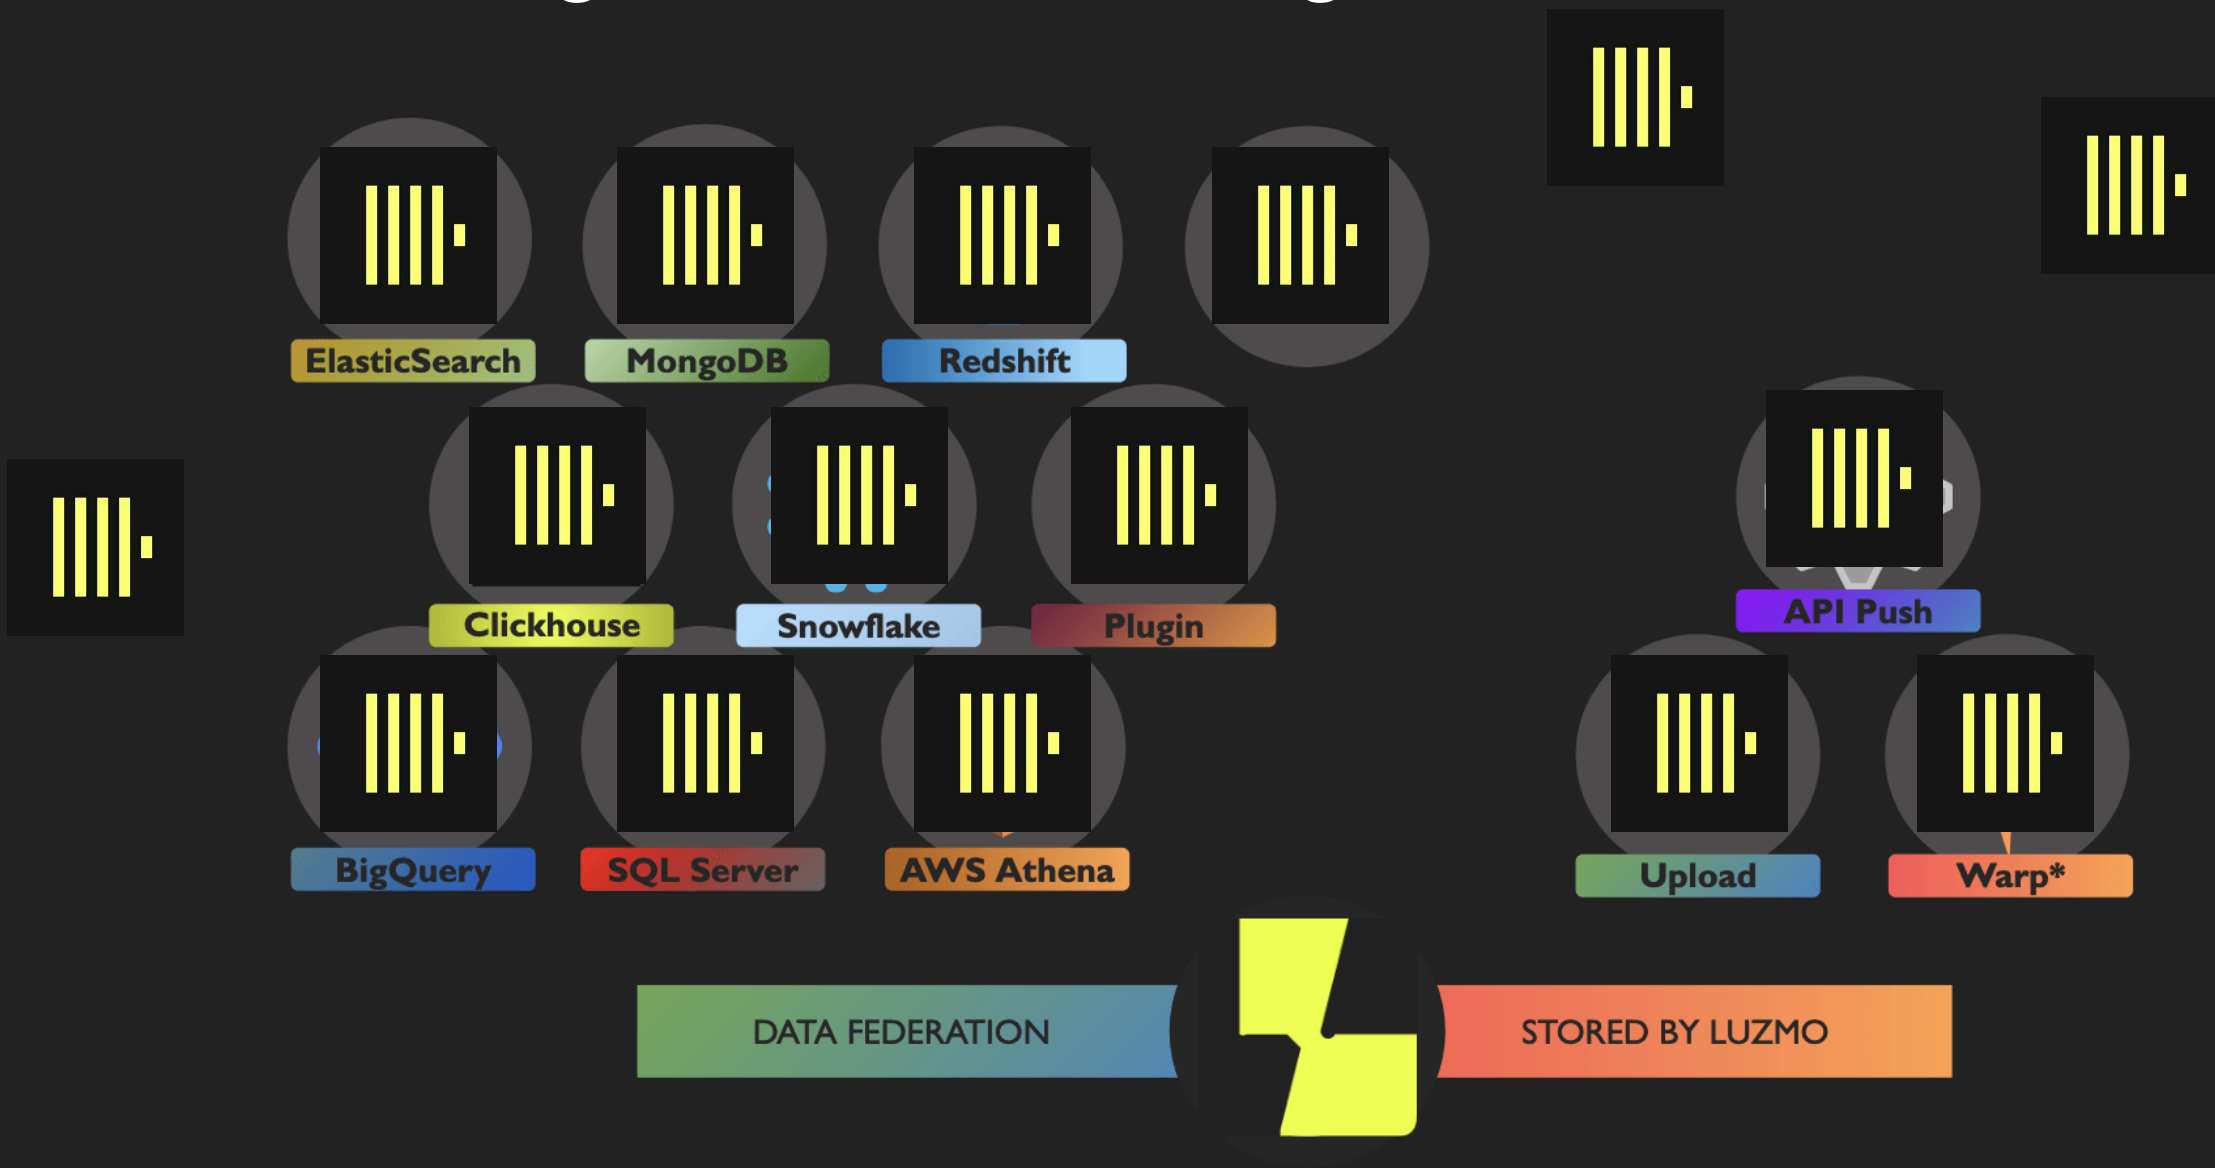 ElasticSearch
MongoDB
Redshift
Clickhouse
Snowflake
Plugin
API Push
BigQuery
SQL Server
AWS Athena
Upload
Warp*
DATA FEDERATION
STORED BY LUZMO